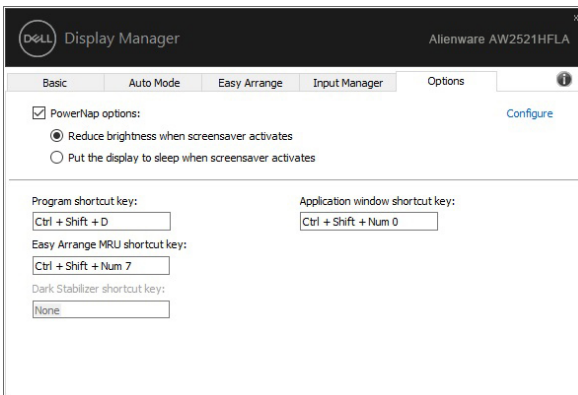 DELL Display Manager
Alienware AW2521HFLA
Basic
Auto Mode
Easy Arrange
Input Manager
Options
PowerNap options:
Configure
Reduce brightness when screensaver activates
Put the display to sleep when screensaver activates
Program shortcut key:
Application window shortcut key:
Ctrl + Shift + D
Ctrl + Shift + Num 0
Easy Arrange MRU shortcut key:
Ctrl + Shift + Num 7
Dark Stabilizer shortcut key:
None